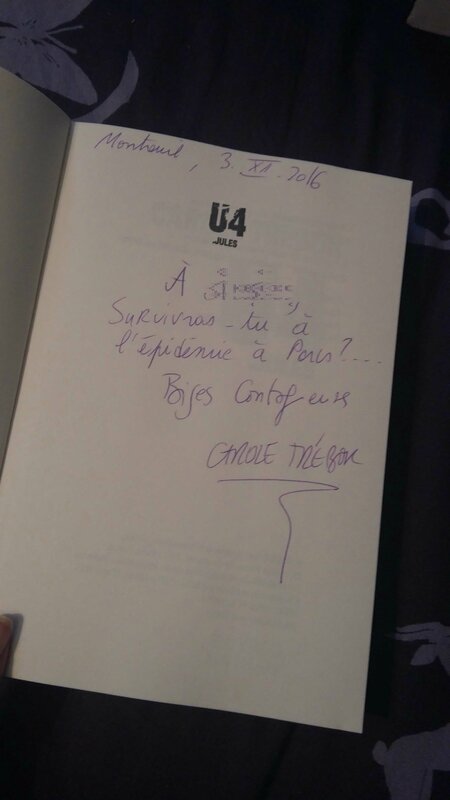 Montreuil, 3. XII. 2016
U4
.JULES
À
Survivras-tu à
l'épidémie à Paris?....
Bises Contagieuses
CAROLE TRÉBOR